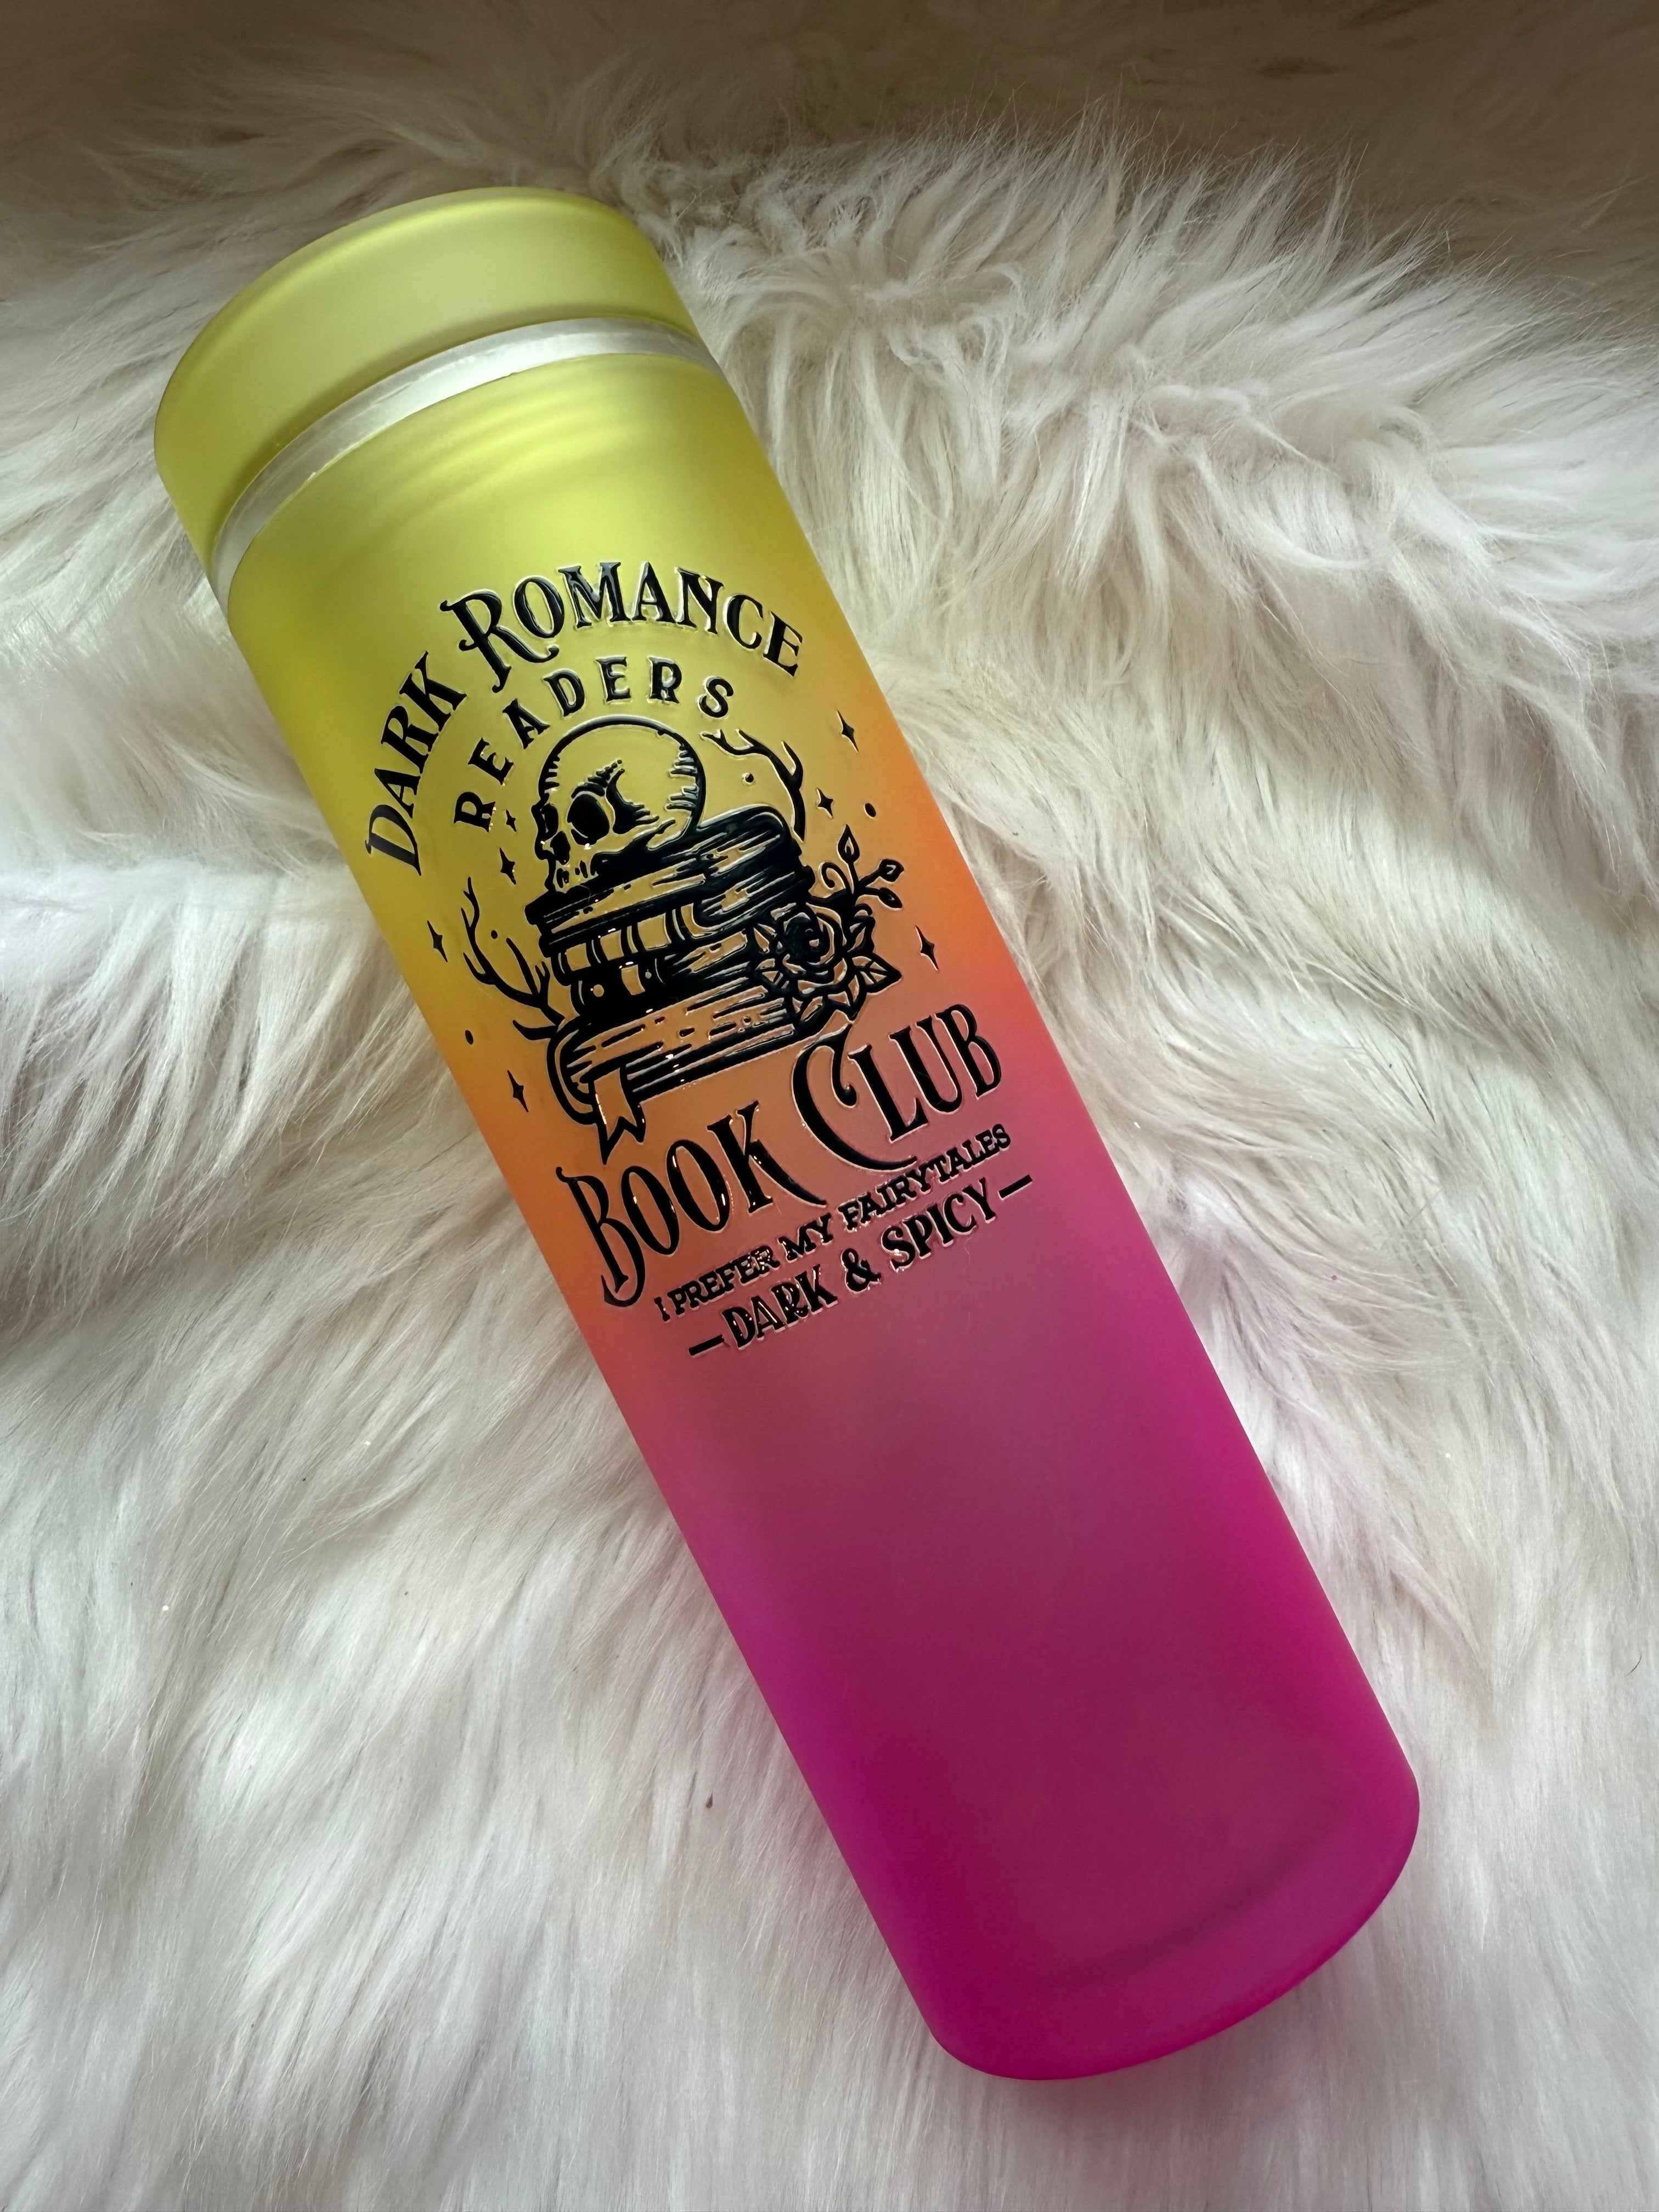 DARK ROMANCE
READERS
BOOK CLUB
I PREFER MY FAIRYTALES
—DARK & SPICY—